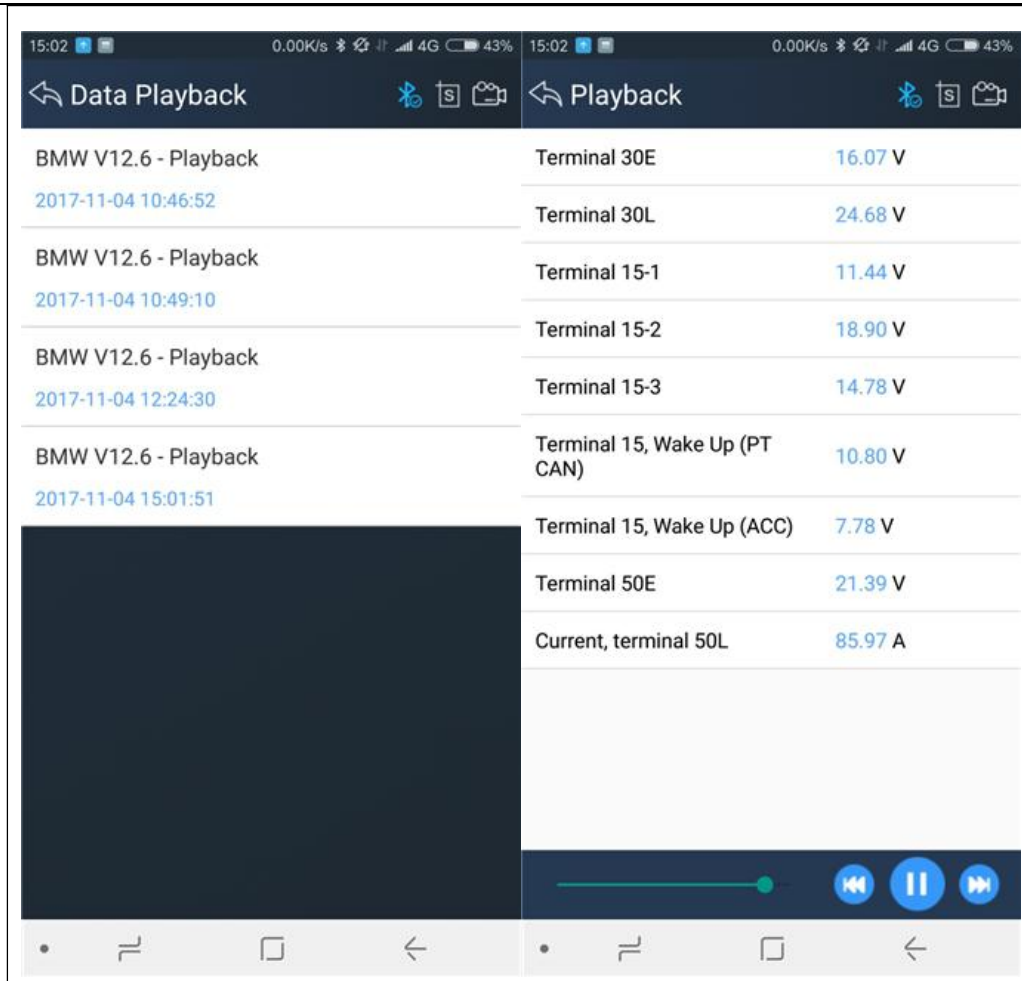 15:02 0.00K/s 4G 43%
Data Playback
S
BMW V12.6 - Playback
2017-11-04 10:46:52
BMW V12.6 - Playback
2017-11-04 10:49:10
BMW V12.6 - Playback
2017-11-04 12:24:30
BMW V12.6 - Playback
2017-11-04 15:01:51
15:02 0.00K/s 4G 43%
Playback
S
Terminal 30E 16.07 V
Terminal 30L 24.68 V
Terminal 15-1 11.44 V
Terminal 15-2 18.90 V
Terminal 15-3 14.78 V
Terminal 15, Wake Up (PT
CAN) 10.80 V
Terminal 15, Wake Up (ACC) 7.78 V
Terminal 50E 21.39 V
Current, terminal 50L 85.97 A